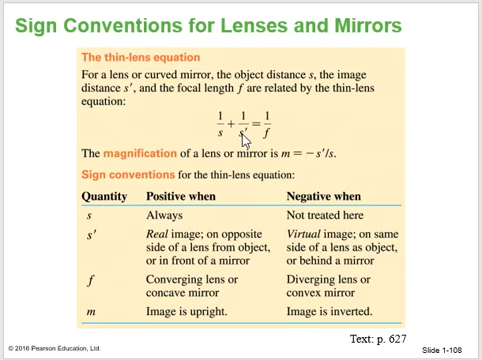 Sign Conventions for Lenses and Mirrors
The thin-lens equation
For a lens or curved mirror, the object distance s, the image
distance s′, and the focal length f are related by the thin-lens
equation:
1/s + 1/s′ = 1/f
The magnification of a lens or mirror is m = − s′/s.
Sign conventions for the thin-lens equation:
Quantity Positive when Negative when
s Always Not treated here
s′ Real image; on opposite Virtual image; on same
side of a lens from object, side of a lens as object,
or in front of a mirror or behind a mirror
f Converging lens or Diverging lens or
concave mirror convex mirror
m Image is upright. Image is inverted.
Text: p. 627
© 2016 Pearson Education, Ltd. Slide 1-108